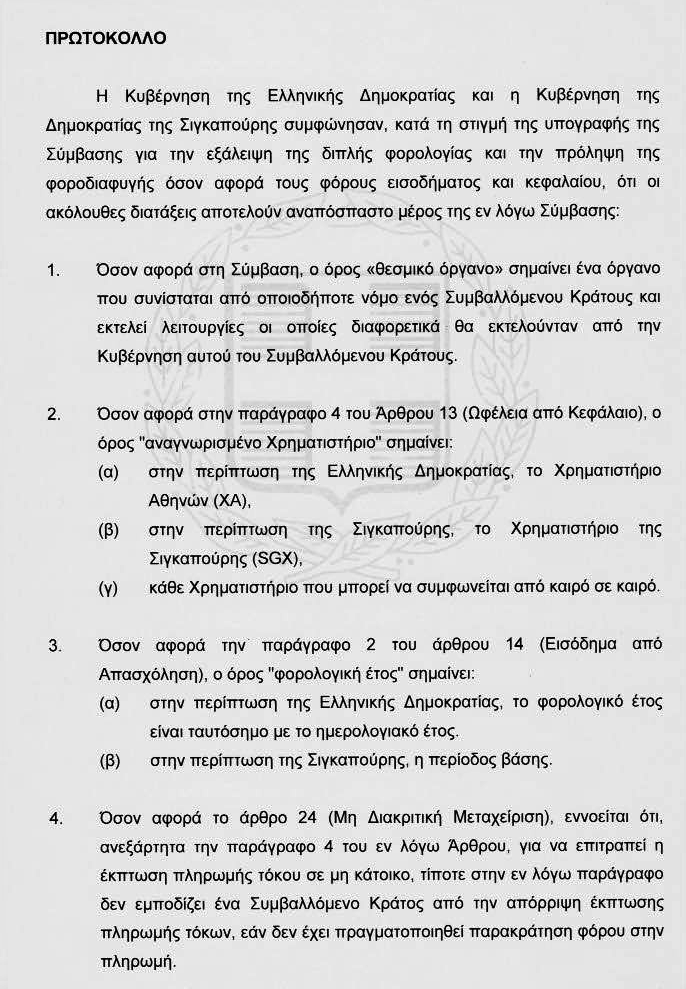 ΠΡΩΤΟΚΟΛΛΟ
Η Κυβέρνηση της Ελληνικής Δημοκρατίας και η Κυβέρνηση της
Δημοκρατίας της Σιγκαπούρης συμφώνησαν, κατά τη στιγμή της υπογραφής της
Σύμβασης για την εξάλειψη της διπλής φορολογίας και την πρόληψη της
φοροδιαφυγής όσον αφορά τους φόρους εισοδήματος και κεφαλαίου, ότι οι
ακόλουθες διατάξεις αποτελούν αναπόσπαστο μέρος της εν λόγω Σύμβασης:
1. Όσον αφορά στη Σύμβαση, ο όρος «θεσμικό όργανο» σημαίνει ένα όργανο
που συνίσταται από οποιοδήποτε νόμο ενός Συμβαλλόμενου Κράτους και
εκτελεί λειτουργίες οι οποίες διαφορετικά θα εκτελούνταν από την
Κυβέρνηση αυτού του Συμβαλλόμενου Κράτους.
2. Όσον αφορά στην παράγραφο 4 του Άρθρου 13 (Ωφέλεια από Κεφάλαιο), ο
όρος "αναγνωρισμένο Χρηματιστήριο" σημαίνει:
(α) στην περίπτωση της Ελληνικής Δημοκρατίας, το Χρηματιστήριο
Αθηνών (ΧΑ),
(β) στην περίπτωση της Σιγκαπούρης, το Χρηματιστήριο της
Σιγκαπούρης (SGX),
(γ) κάθε Χρηματιστήριο που μπορεί να συμφωνείται από καιρό σε καιρό.
3. Όσον αφορά την παράγραφο 2 του άρθρου 14 (Εισόδημα από
Απασχόληση), ο όρος "φορολογική έτος" σημαίνει:
(α) στην περίπτωση της Ελληνικής Δημοκρατίας, το φορολογικό έτος
είναι ταυτόσημο με το ημερολογιακό έτος.
(β) στην περίπτωση της Σιγκαπούρης, η περίοδος βάσης.
4. Όσον αφορά το άρθρο 24 (Μη Διακριτική Μεταχείριση), εννοείται ότι,
ανεξάρτητα την παράγραφο 4 του εν λόγω Άρθρου, για να επιτραπεί η
έκπτωση πληρωμής τόκου σε μη κάτοικο, τίποτε στην εν λόγω παράγραφο
δεν εμποδίζει ένα Συμβαλλόμενο Κράτος από την απόρριψη έκπτωσης
πληρωμής τόκων, εάν δεν έχει πραγματοποιηθεί παρακράτηση φόρου στην
πληρωμή.